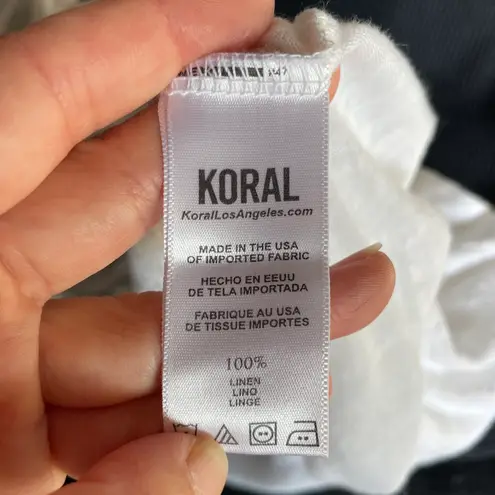 KORAL
KoralLosAngeles.com
MADE IN THE USA
OF IMPORTED FABRIC
HECHO EN EEUU
DE TELA IMPORTADA
FABRIQUE AU USA
DE TISSUE IMPORTES
100%
LINEN
LINO
LINGE